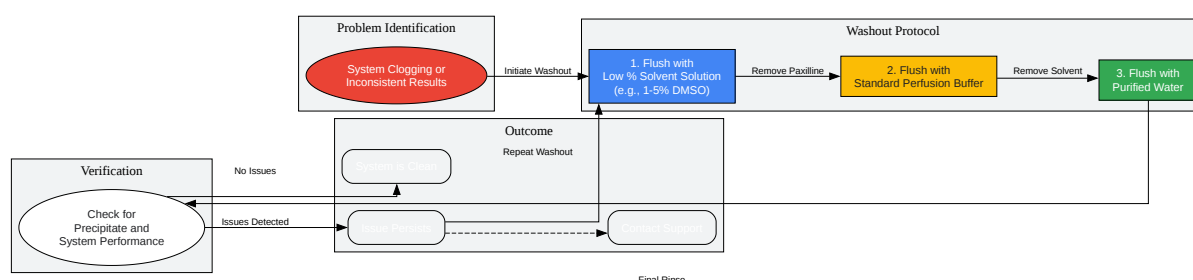 Problem Identification
System Clogging or
Inconsistent Results
Initiate Washout
Washout Protocol
1. Flush with
Low % Solvent Solution
(e.g., 1-5% DMSO)
Remove Paxilline
2. Flush with
Standard Perfusion Buffer
Remove Solvent
3. Flush with
Purified Water
Outcome
Repeat Washout
System is Clean
Verification
No Issues
Check for
Precipitate and
System Performance
Issues Detected
Issue Persists
Contact Support
Final Rinse